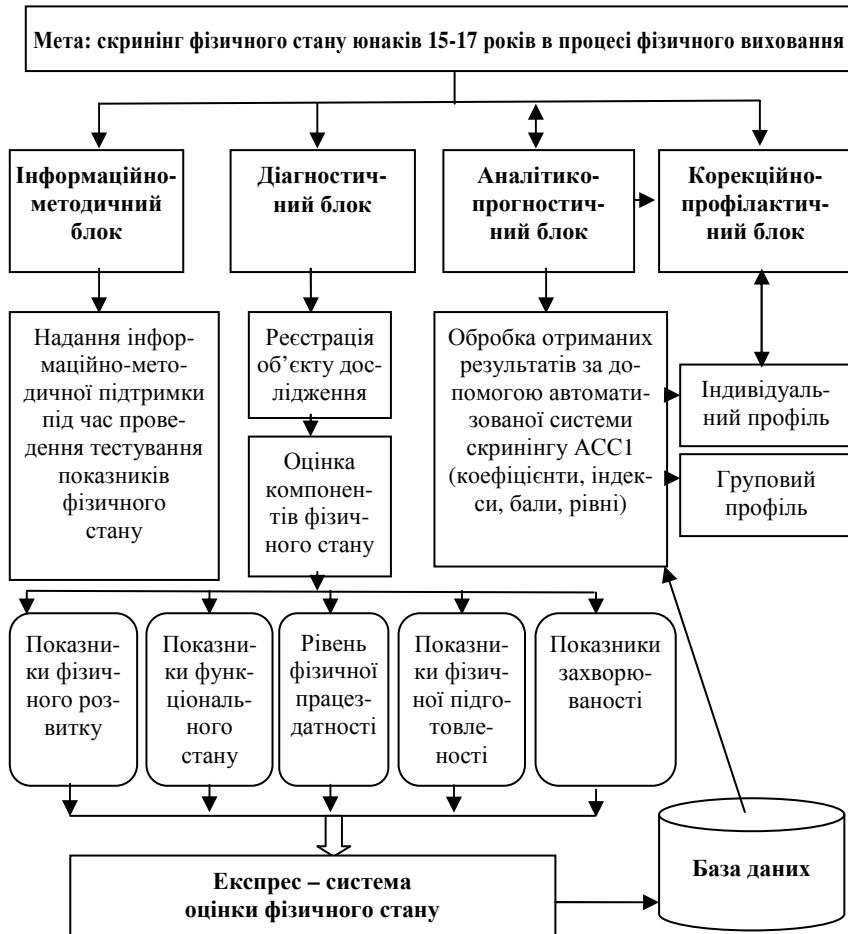 Мета: скринінг фізичного стану юнаків 15-17 років в процесі фізичного виховання
Інформаційно-
методичний
блок
Діагностич-
ний блок
Аналітико-
прогностич-
ний блок
Корекційно-
профілактич-
ний блок
Надання інфор-
маційно-мето-
дичної підтримки
під час прове-
дення тестування
показників
фізичного
стану
Реєстрація
об’єкту дос-
лідження
Оцінка
компонен-
тів фізич-
ного стану
Обробка отриманих
результатів за до-
помогою автомати-
зованої системи
скринінгу АСС1
(коефіцієнти, індек-
си, бали, рівні)
Індивідуаль-
ний профіль
Груповий
профіль
Показни-
ки фізич-
ного роз-
витку
Показни-
ки функ-
ціональ-
ного
стану
Рівень
фізичної
працез-
датності
Показни-
ки фізич-
ної підго-
товле-
ності
Показники
захворю-
ваності
Експрес – система
оцінки фізичного стану
База даних